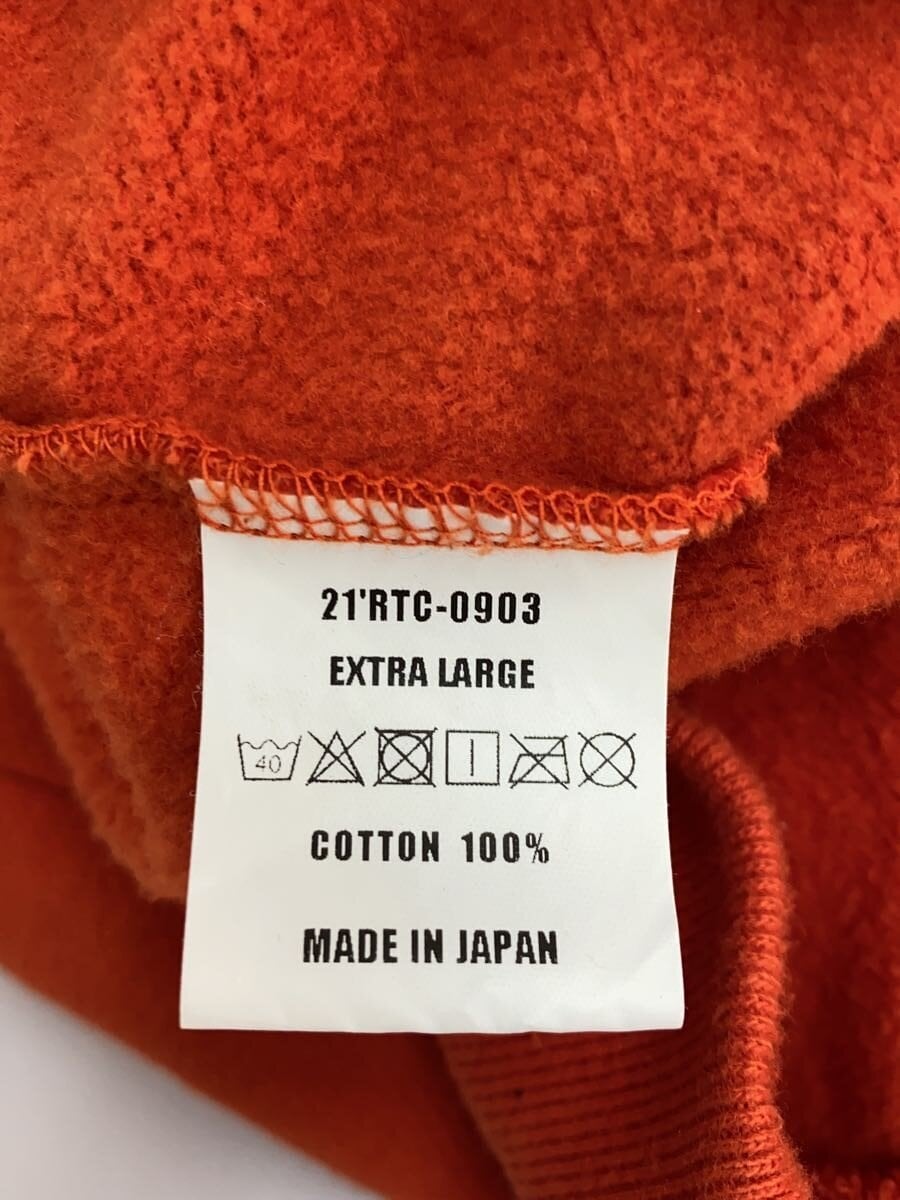 21'RTC-0903
EXTRA LARGE
40
COTTON 100%
MADE IN JAPAN